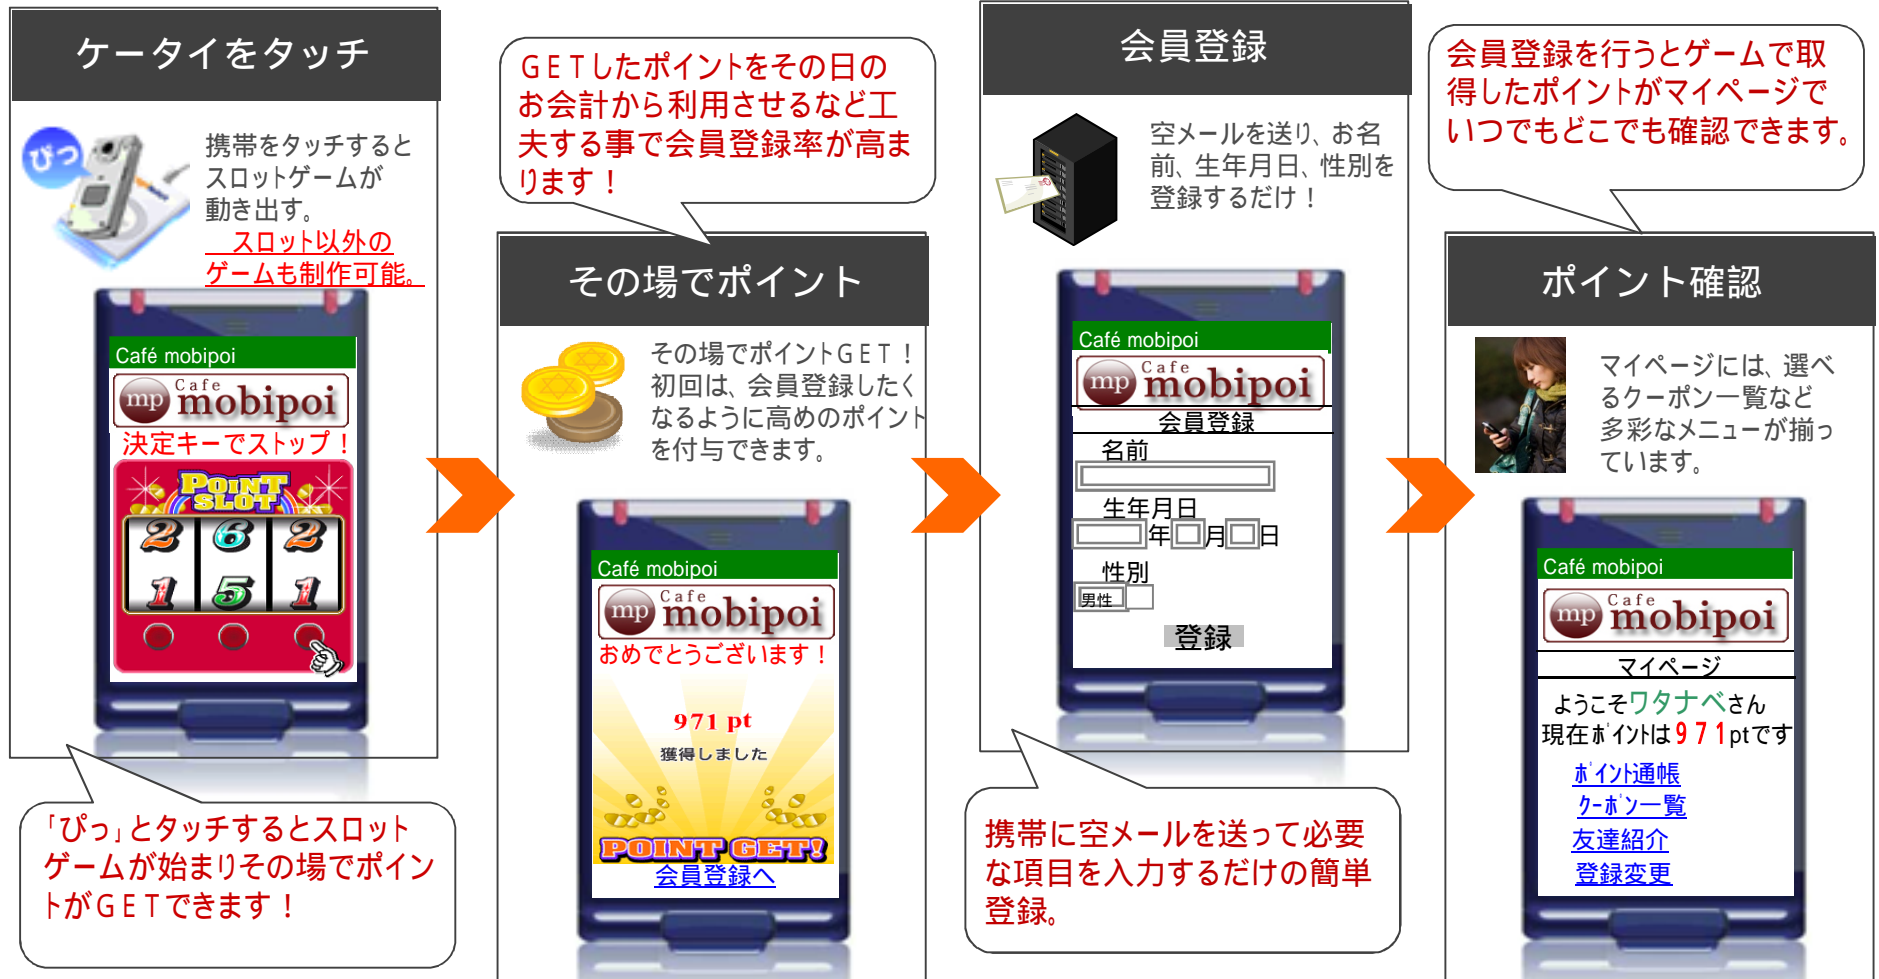 ケータイをタッチ
ぴっ
携帯をタッチすると
スロットゲームが
動き出す。
スロット以外の
ゲームも制作可能。
Café mobipoi
mp Cafe mobipoi
決定キーでストップ！
POINT
SLOT
2 6 2
1 5 1
「ぴっ」とタッチするとスロット
ゲームが始まりその場でポイン
トがＧＥＴできます！
ＧＥＴしたポイントをその日の
お会計から利用させるなど工
夫する事で会員登録率が高ま
ります！
その場でポイント
その場でポイントＧＥＴ！
初回は、会員登録したく
なるように高めのポイント
を付与できます。
Café mobipoi
mp Cafe mobipoi
おめでとうございます！
971 pt
獲得しました
POINT GET!
会員登録へ
会員登録
空メールを送り、お名
前、生年月日、性別を
登録するだけ！
Café mobipoi
mp Cafe mobipoi
会員登録
名前
生年月日
年 月 日
性別
男性
登録
携帯に空メールを送って必要
な項目を入力するだけの簡単
登録。
会員登録を行うとゲームで取
得したポイントがマイページで
いつでもどこでも確認できます。
ポイント確認
マイページには、選べ
るクーポン一覧など
多彩なメニューが揃っ
ています。
Café mobipoi
mp Cafe mobipoi
マイページ
ようこそワタナベさん
現在ﾎﾟｲﾝﾄは９７１ptです
ﾎﾟｲﾝﾄ通帳
ｸｰﾎﾟﾝ一覧
友達紹介
登録変更